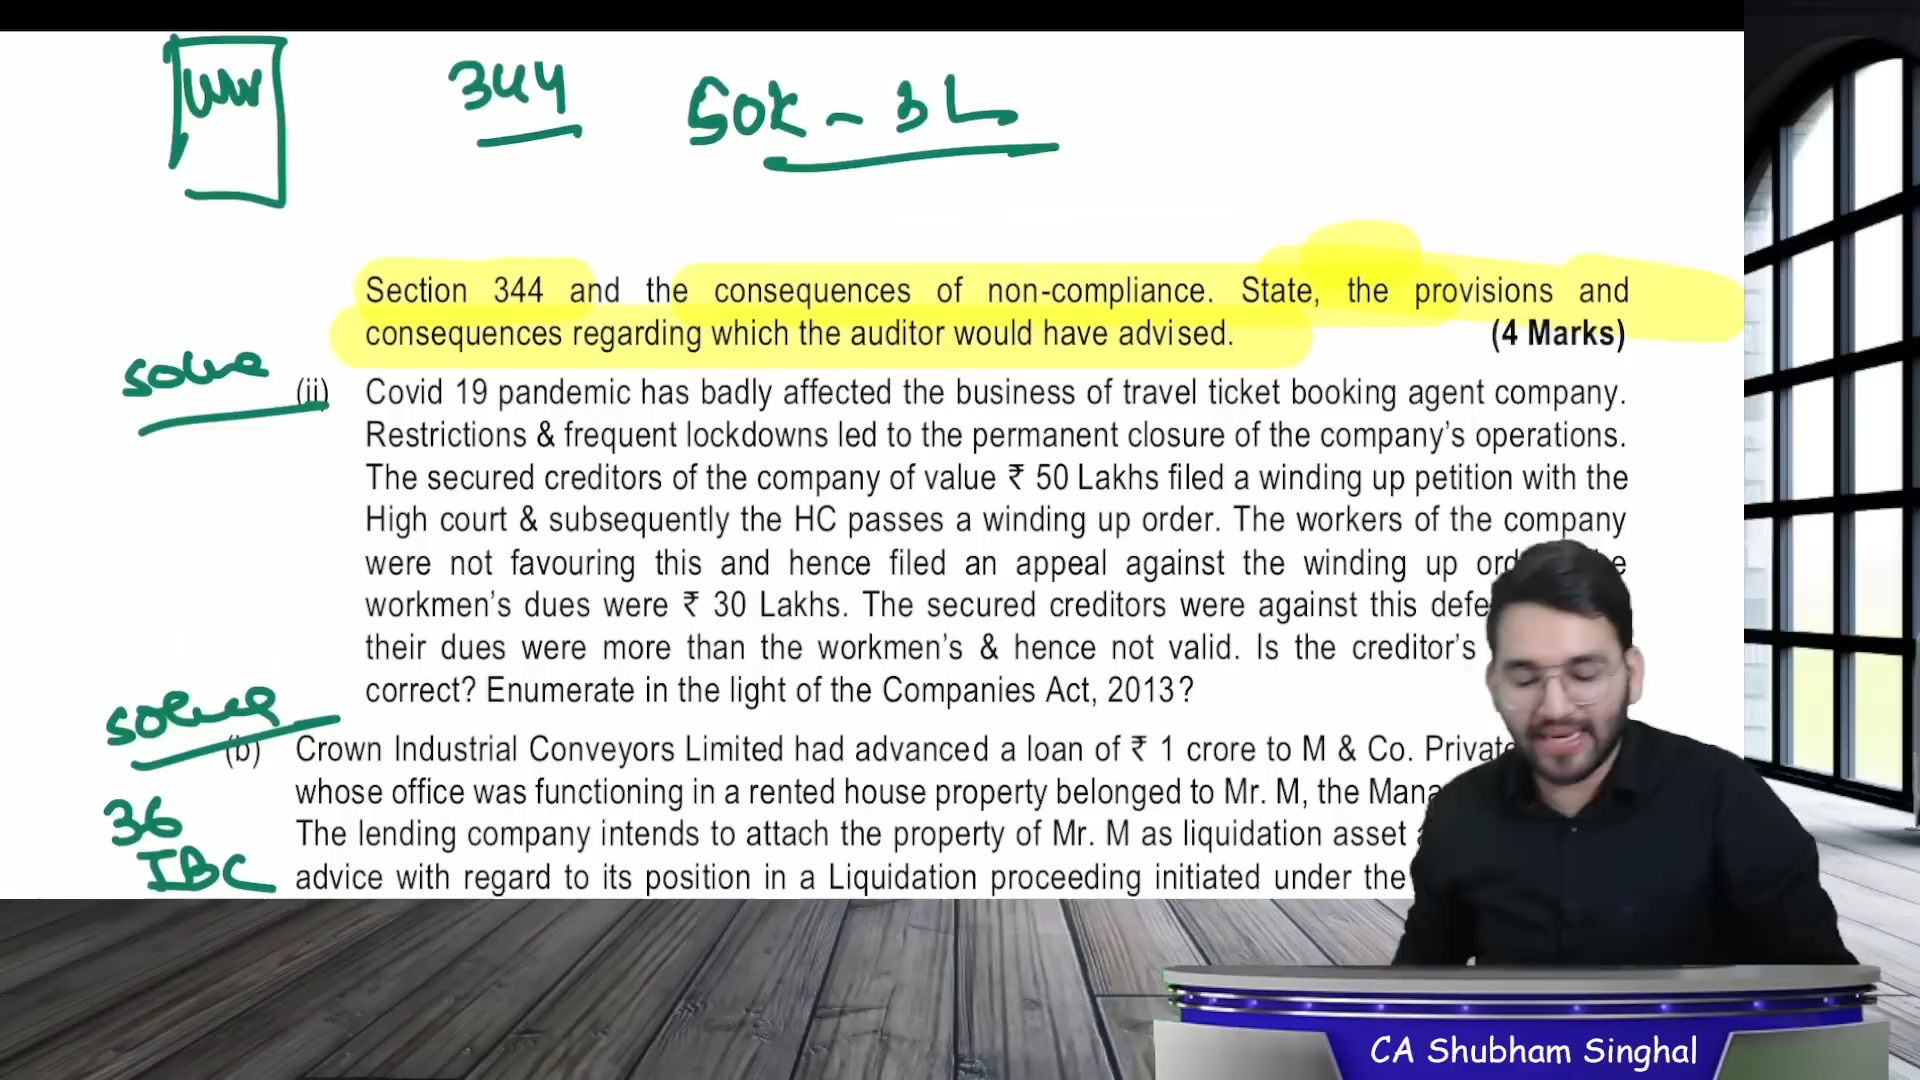 344 50K - 3L
Section 344 and the consequences of non-compliance. State, the provisions and
consequences regarding which the auditor would have advised. (4 Marks)
solve
(ii) Covid 19 pandemic has badly affected the business of travel ticket booking agent company.
Restrictions & frequent lockdowns led to the permanent closure of the company's operations.
The secured creditors of the company of value ₹ 50 Lakhs filed a winding up petition with the
High court & subsequently the HC passes a winding up order. The workers of the company
were not favouring this and hence filed an appeal against the winding up
workmen's dues were ₹ 30 Lakhs. The secured creditors were against this
their dues were more than the workmen's & hence not valid. Is the creditor's
correct? Enumerate in the light of the Companies Act, 2013?
solve
(b) Crown Industrial Conveyors Limited had advanced a loan of ₹ 1 crore to M & Co.
whose office was functioning in a rented house property belonged to Mr. M, the
36
The lending company intends to attach the property of Mr. M as liquidation asset
IBC
advice with regard to its position in a Liquidation proceeding initiated under the
CA Shubham Singhal